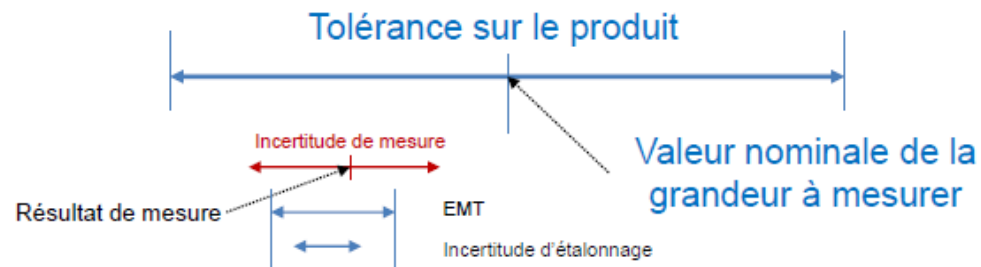 Tolérance sur le produit
Incertitude de mesure
Valeur nominale de la
grandeur à mesurer
Résultat de mesure
EMT
Incertitude d'étalonnage